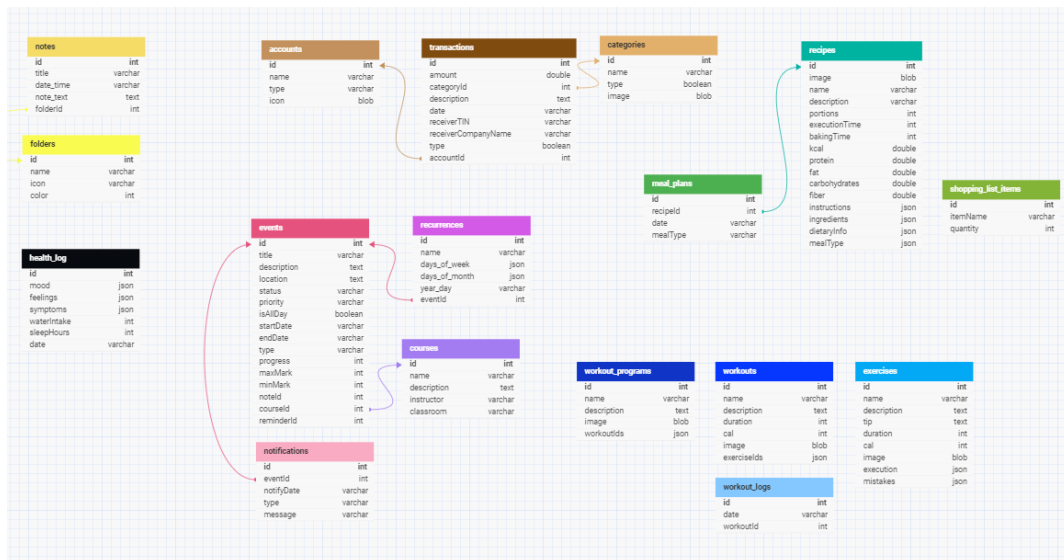 notes
id int
title varchar
date_time varchar
note_text text
folderId int
folders
id int
name varchar
icon varchar
color int
health_log
id int
mood json
feelings json
symptoms json
waterIntake int
sleepHours int
date varchar
accounts
id int
name varchar
type varchar
icon blob
transactions
id int
amount double
categoryId int
description text
date varchar
receiverTIN varchar
receiverCompanyName varchar
type boolean
accountId int
categories
id int
name varchar
type boolean
image blob
recipes
id int
image blob
name varchar
description varchar
portions int
executionTime int
bakingTime int
kcal double
protein double
fat double
carbohydrates double
fiber double
instructions json
ingredients json
dietaryInfo json
mealType json
meal_plans
id int
recipeId int
date varchar
mealType varchar
shopping_list_items
id int
itemName varchar
quantity int
events
id int
title varchar
description text
location text
status varchar
priority varchar
isAllDay boolean
startDate varchar
endDate varchar
type varchar
progress int
maxMark int
minMark int
noteId int
courseId int
reminderId int
recurrences
id int
name varchar
days_of_week json
days_of_month json
year_day varchar
eventId int
courses
id int
name varchar
description text
instructor varchar
classroom varchar
notifications
id int
eventId int
notifyDate varchar
type varchar
message varchar
workout_programs
id int
name varchar
description text
image blob
workoutIds json
workouts
id int
name varchar
description text
duration int
cal int
image blob
exerciseIds json
exercises
id int
name varchar
description text
tip text
duration int
cal int
image blob
execution json
mistakes json
workout_logs
id int
date varchar
workoutId int